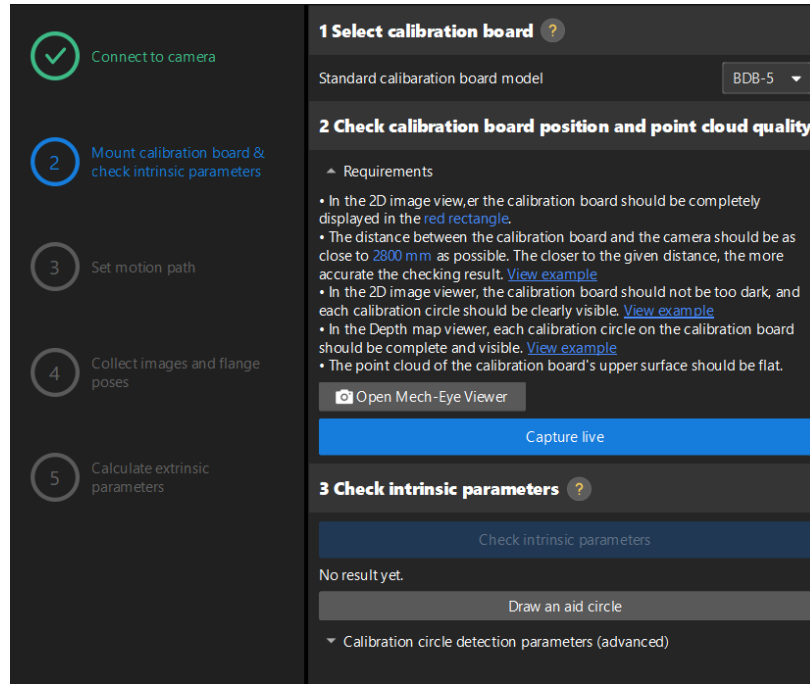 Connect to camera
2
Mount calibration board &
check intrinsic parameters
3
Set motion path
4
Collect images and flange
poses
5
Calculate extrinsic
parameters
1 Select calibration board ?
Standard calibaration board model
BDB-5
2 Check calibration board position and point cloud quality
Requirements
• In the 2D image view,er the calibration board should be completely
displayed in the red rectangle.
• The distance between the calibration board and the camera should be as
close to 2800 mm as possible. The closer to the given distance, the more
accurate the checking result. View example
• In the 2D image viewer, the calibration board should not be too dark, and
each calibration circle should be clearly visible. View example
• In the Depth map viewer, each calibration circle on the calibration board
should be complete and visible. View example
• The point cloud of the calibration board's upper surface should be flat.
Open Mech-Eye Viewer
Capture live
3 Check intrinsic parameters ?
Check intrinsic parameters
No result yet.
Draw an aid circle
Calibration circle detection parameters (advanced)